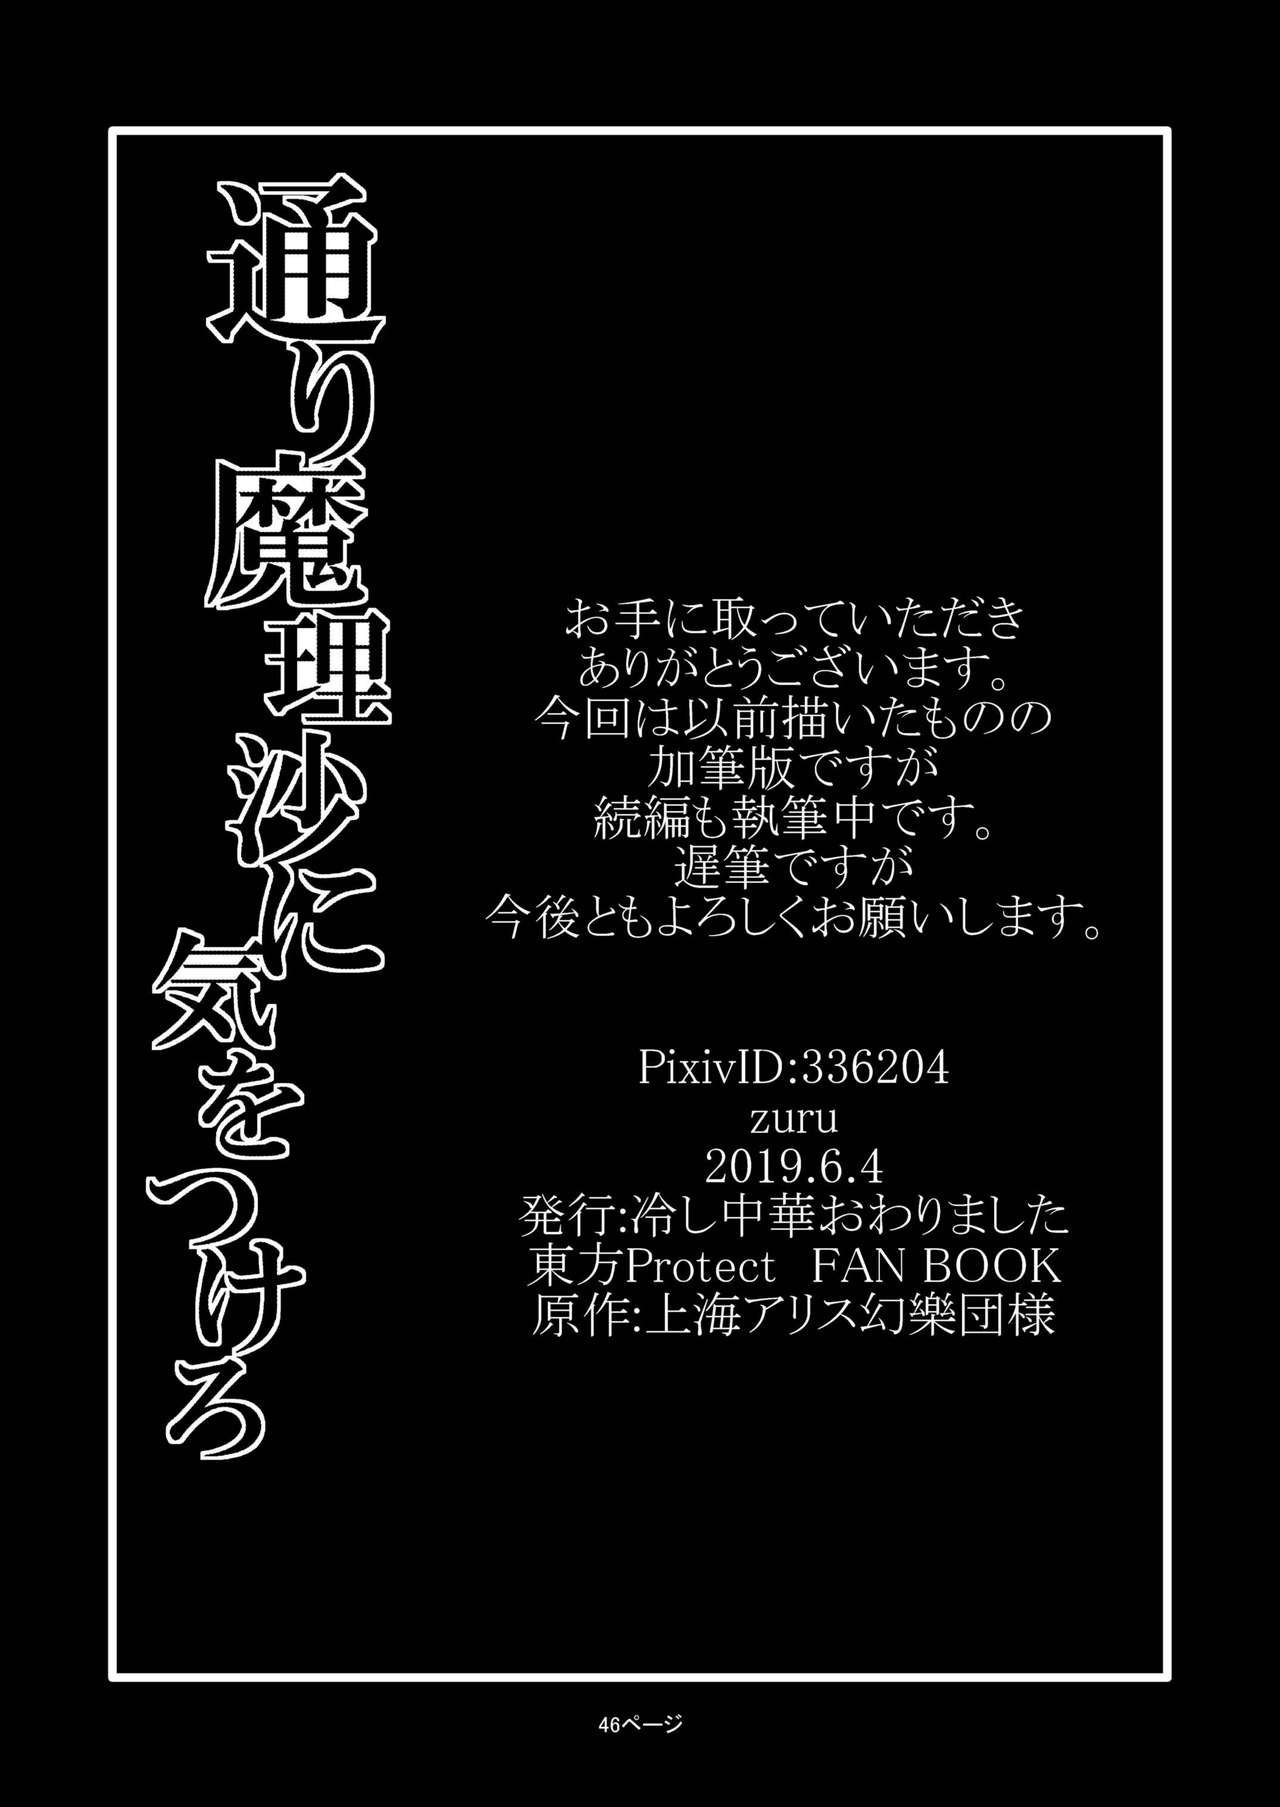 通り魔理沙に
気をつけろ
お手に取っていただき
ありがとうございます。
今回は以前描いたものの
加筆版ですが
続編も執筆中です。
遅筆ですが
今後ともよろしくお願いします。
PixivID:336204
zuru
2019.6.4
発行:冷し中華おわりました
東方Protect　FAN BOOK
原作:上海アリス幻樂団様
46ページ